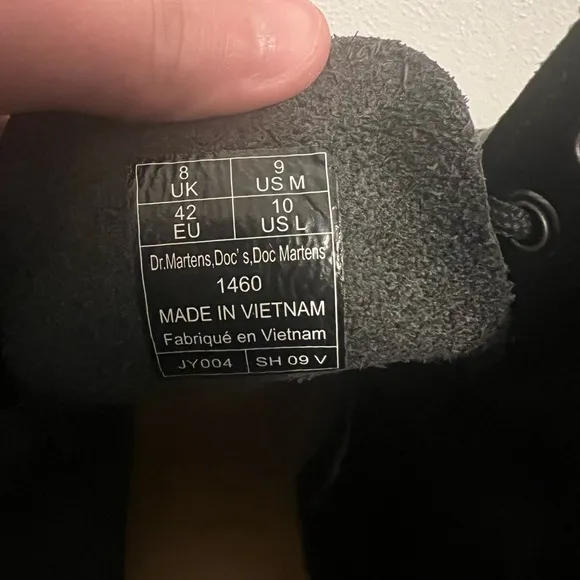 8 9
UK US M
42 10
EU US L
Dr.Martens,Doc's,Doc Martens
1460
MADE IN VIETNAM
Fabriqué en Vietnam
JY004 SH 09 V